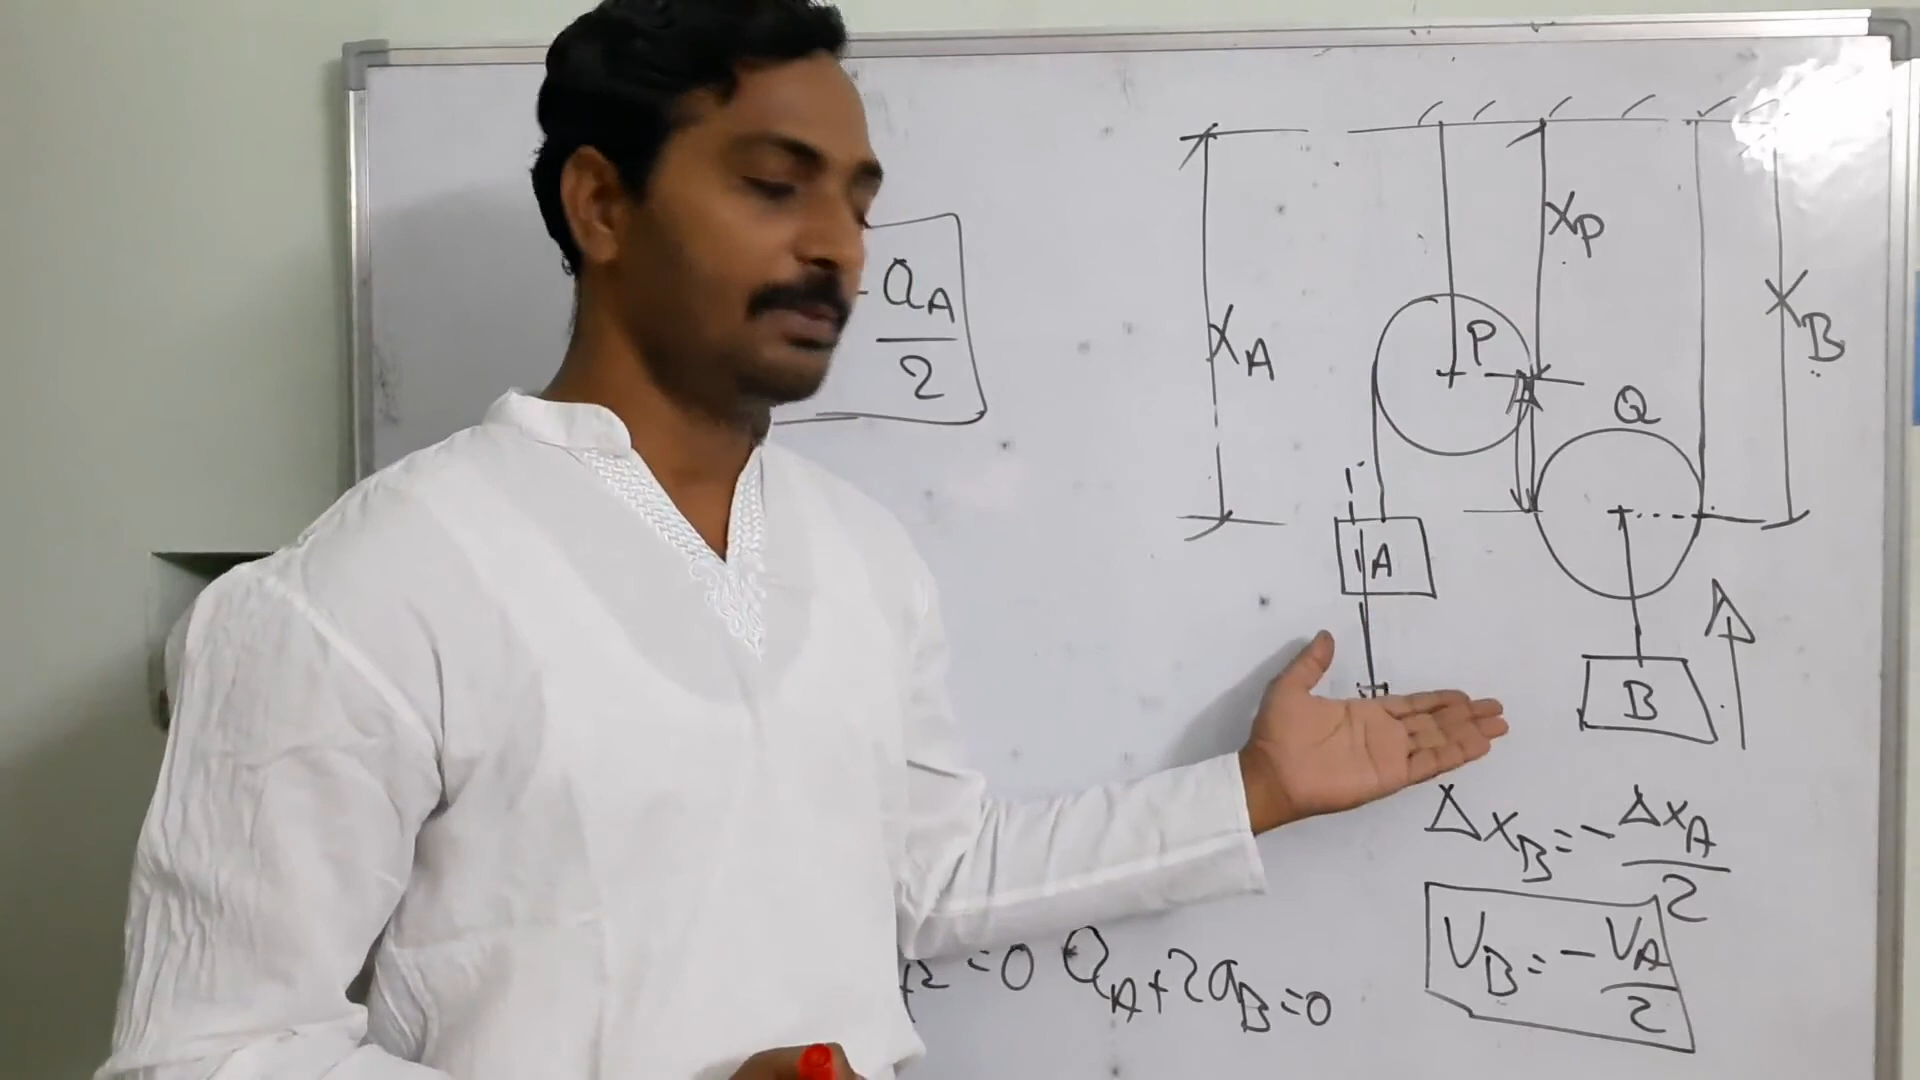 - a_A
2
x_A
x_P
x_B
P
Q
A
B
Δx_B = - Δx_A
2
V_B = - V_A
2
= 0 a_A + 2a_B = 0